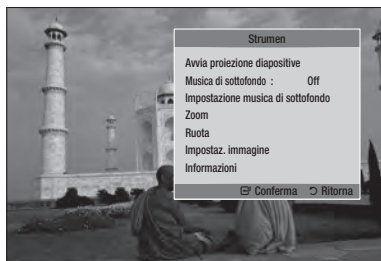 Strumen
Avvia proiezione diapositive
Musica di sottofondo : Off
Impostazione musica di sottofondo
Zoom
Ruota
Impostaz. immagine
Informazioni
Conferma Ritorna